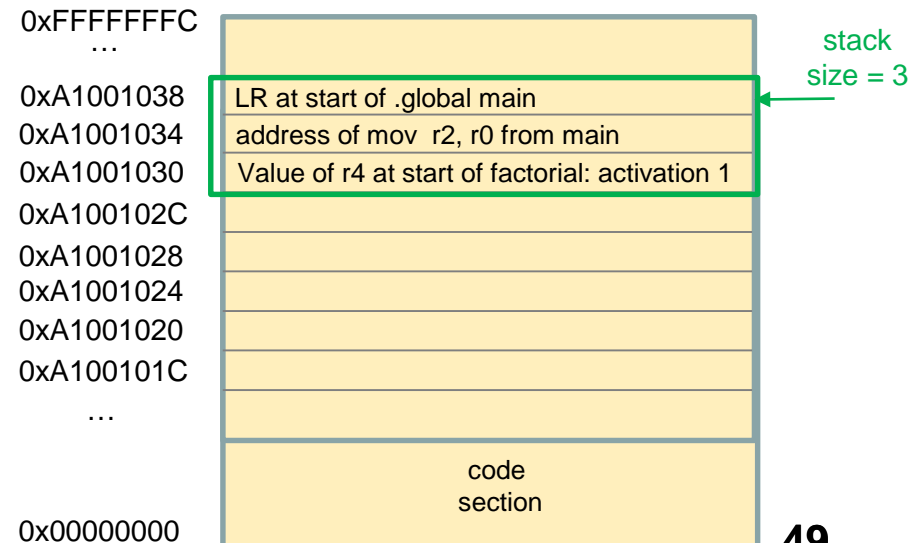 0xFFFFFFFC
…
stack
size = 3
0xA1001038 LR at start of .global main
0xA1001034 address of mov r2, r0 from main
0xA1001030 Value of r4 at start of factorial: activation 1
0xA100102C
0xA1001028
0xA1001024
0xA1001020
0xA100101C
…
code
section
0x00000000
49